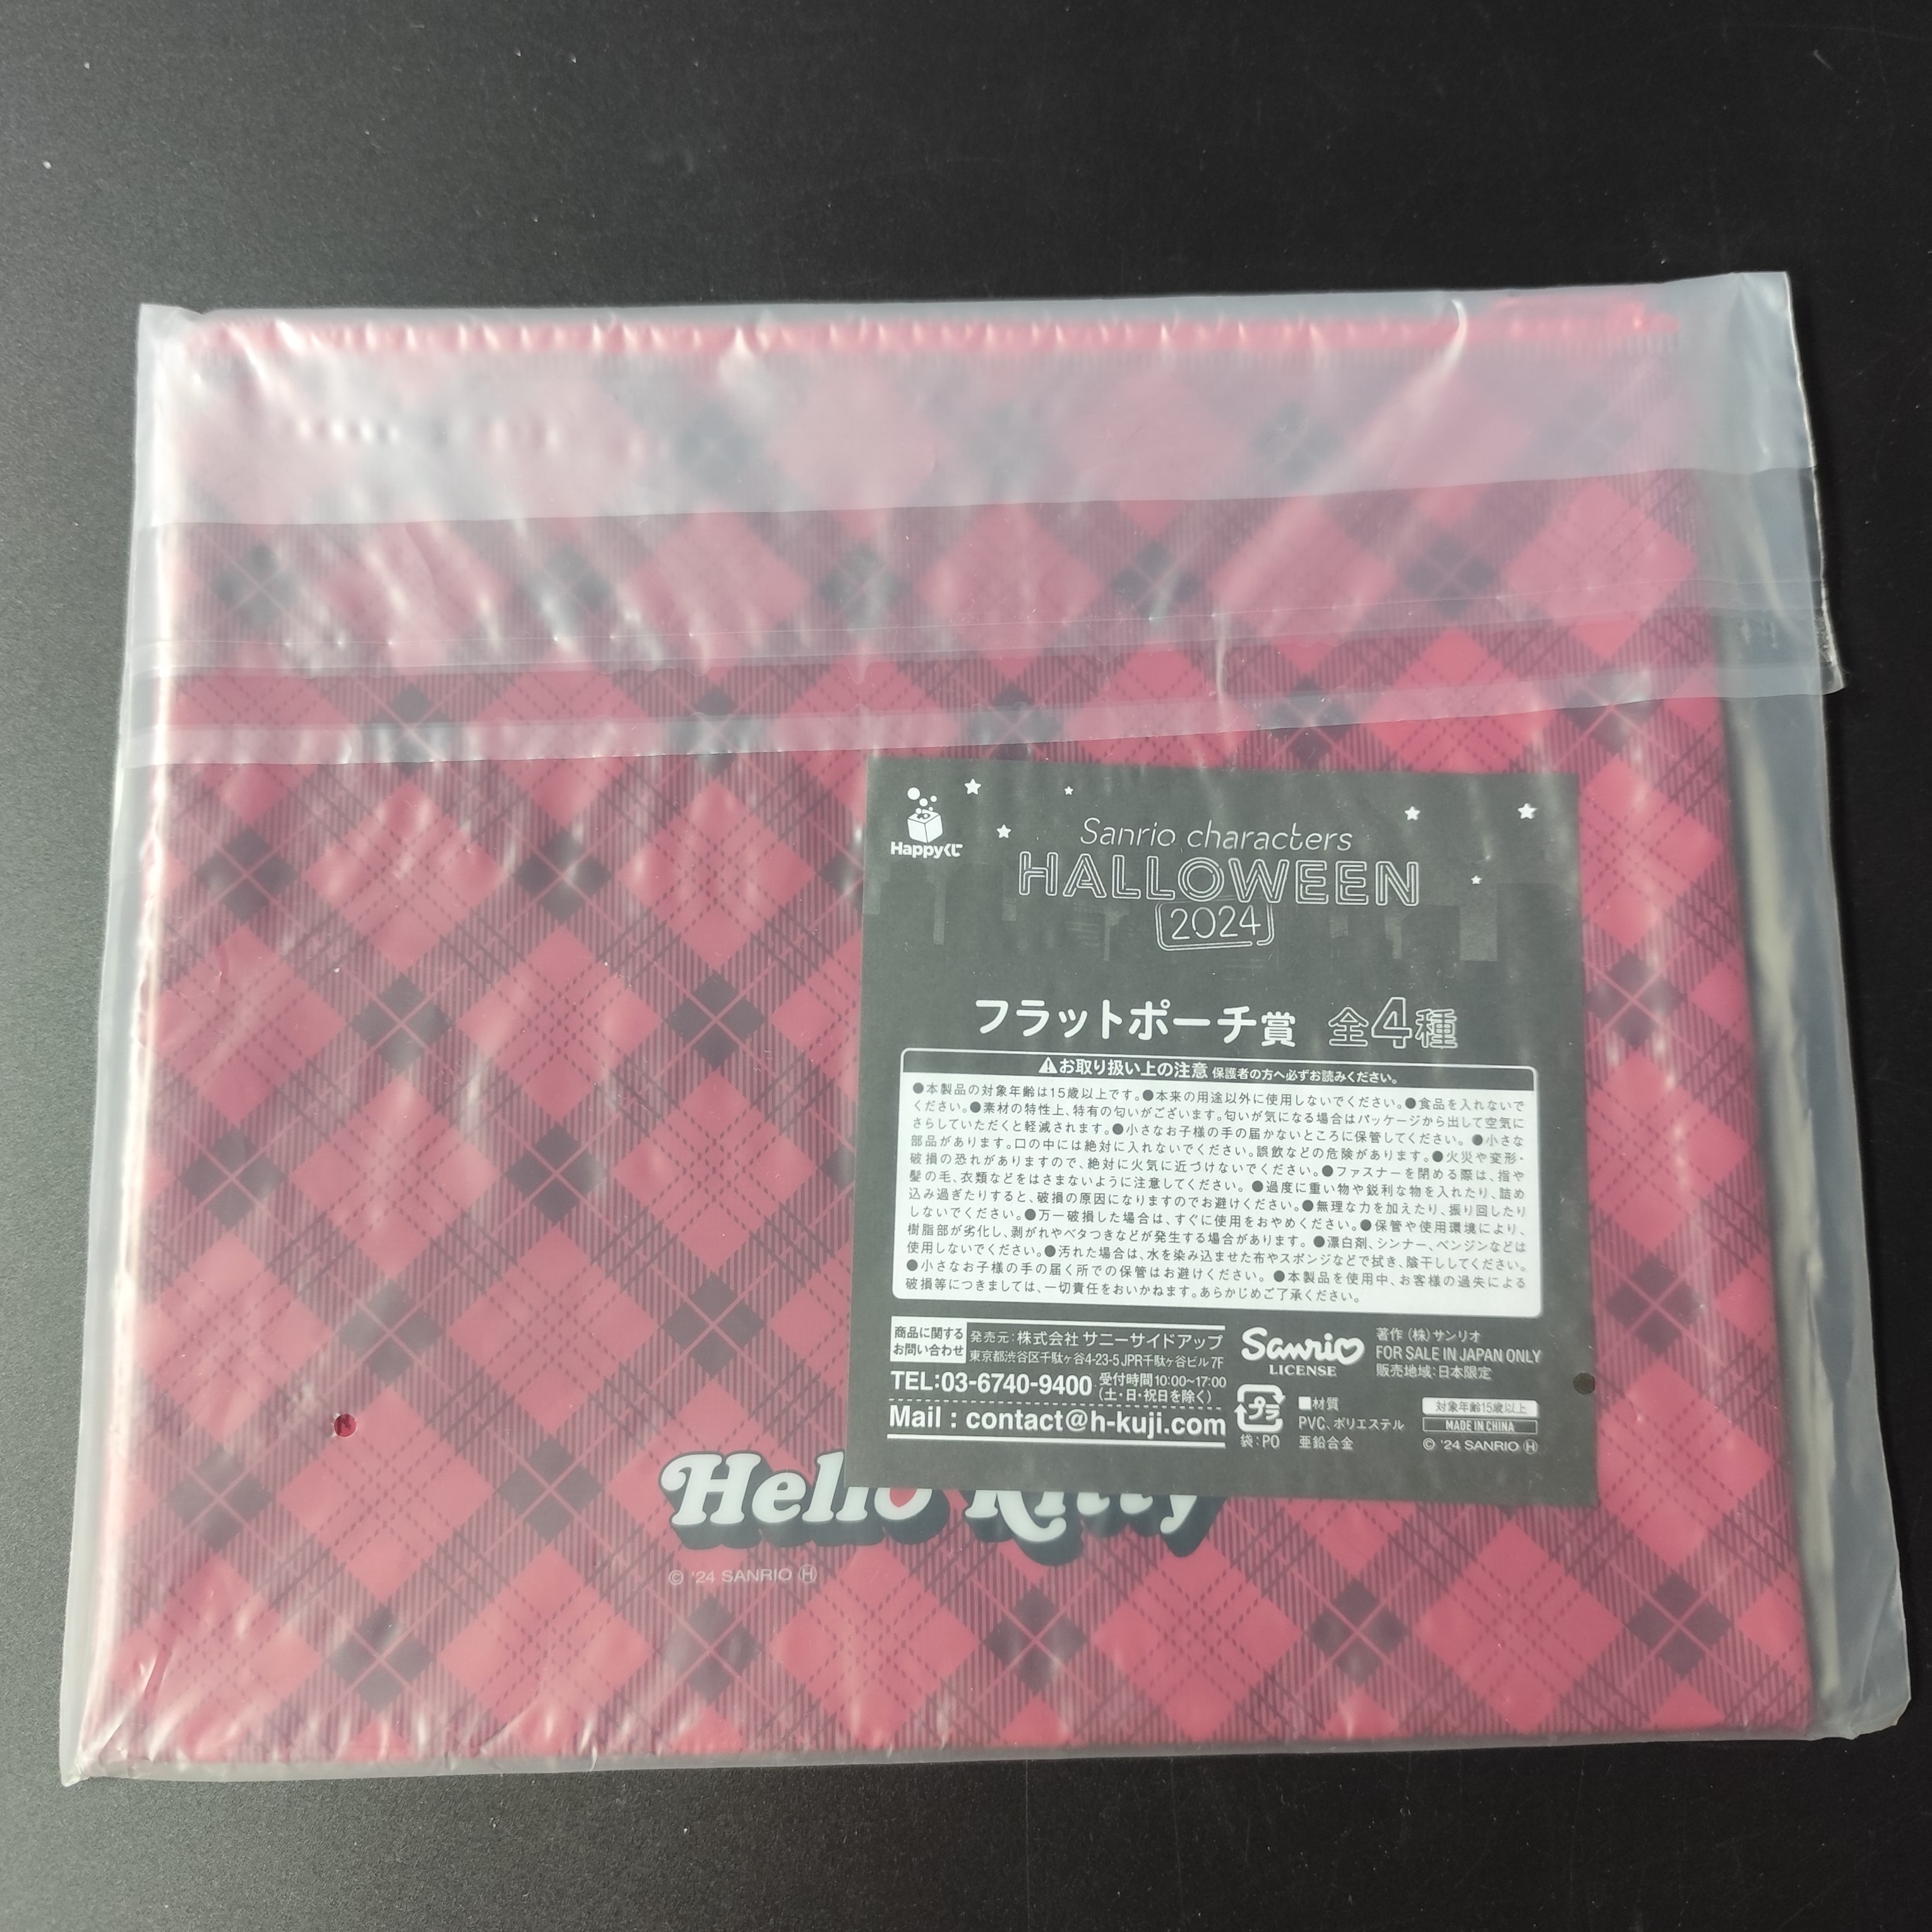 Happyくじ
Sanrio characters
HALLOWEEN
2024
フラットポーチ賞 全4種
お取り扱い上の注意 保護者の方へ必ずお読みください。
●本製品の対象年齢は15歳以上です。●本来の用途以外に使用しないでください。●食品を入れないで
ください。●素材の特性上、特有の匂いがございます。匂いが気になる場合はパッケージから出して空気に
さらしていただくと軽減されます。●小さなお子様の手の届かないところに保管してください。●小さな
部品があります。口の中には絶対に入れないでください。誤飲などの危険があります。●火災や変形・
破損の恐れがありますので、絶対に火気に近づけないでください。●ファスナーを閉める際は、指や
髪の毛、衣類などをはさまないように注意してください。●過度に重い物や鋭利な物を入れたり、詰め
込み過ぎたりすると、破損の原因になりますのでお避けください。●無理な力を加えたり、振り回したり
しないでください。●万一破損した場合は、すぐに使用をおやめください。●保管や使用環境により、
樹脂部が劣化し、剥がれやベタつきなどが発生する場合があります。●漂白剤、シンナー、ベンジンなどは
使用しないでください。●汚れた場合は、水を染み込ませた布やスポンジなどで拭き、陰干ししてください。
●小さなお子様の手の届く所での保管はお避けください。●本製品を使用中、お客様の過失による
破損等につきましては、一切責任をおいかねます。あらかじめご了承ください。
商品に関する
お問い合わせ
発売元：株式会社 サニーサイドアップ
東京都渋谷区千駄ヶ谷4-23-5 JPR千駄ヶ谷ビル 7F
TEL：03-6740-9400
受付時間10:00~17:00
（土・日・祝日を除く）
Mail : contact@h-kuji.com
Sanrio
LICENSE
著作（株）サンリオ
FOR SALE IN JAPAN ONLY
販売地域：日本限定
プラ
袋：PO
■材質
PVC、ポリエステル
亜鉛合金
対象年齢15歳以上
MADE IN CHINA
© '24 SANRIO Ⓗ
Hello Kitty
© '24 SANRIO Ⓗ